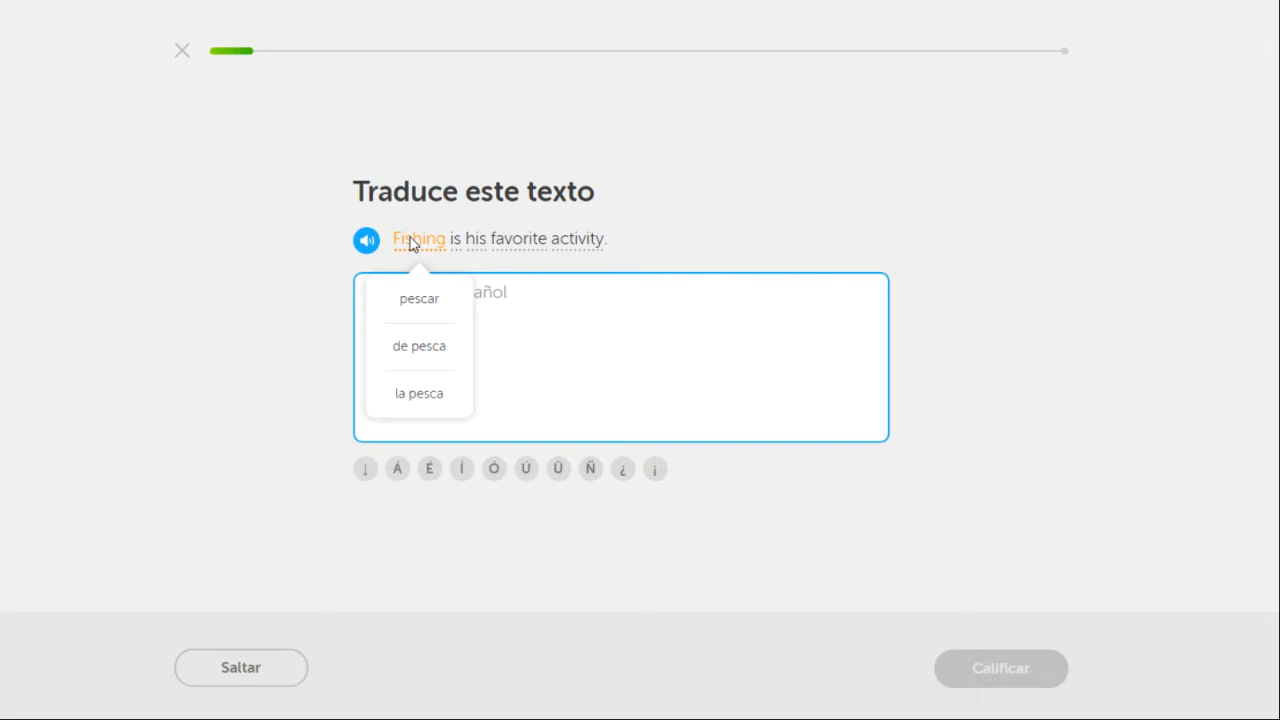 Traduce este texto
Fishing is his favorite activity.
añol
pescar
de pesca
la pesca
↓ Á É Í Ó Ú Ü Ñ ¿ ¡
Saltar
Calificar